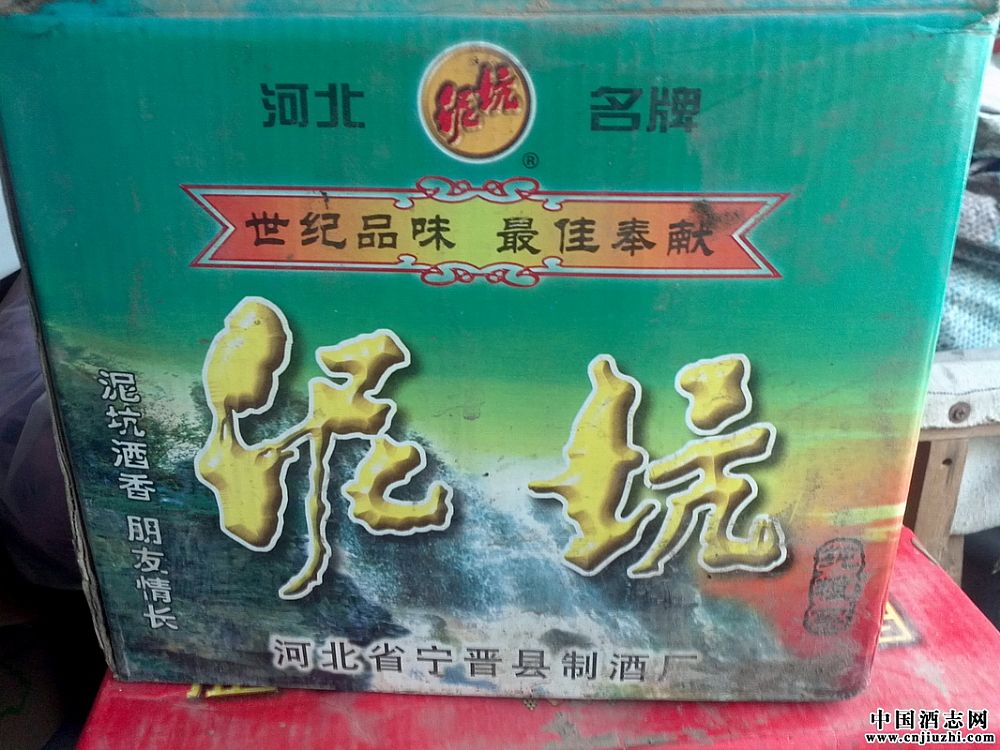 河北 泥坑 名牌
®
世纪品味 最佳奉献
泥坑
泥坑酒香 朋友情长
河北省宁晋县制酒厂
中国酒志网
www.cnjiuzhi.com